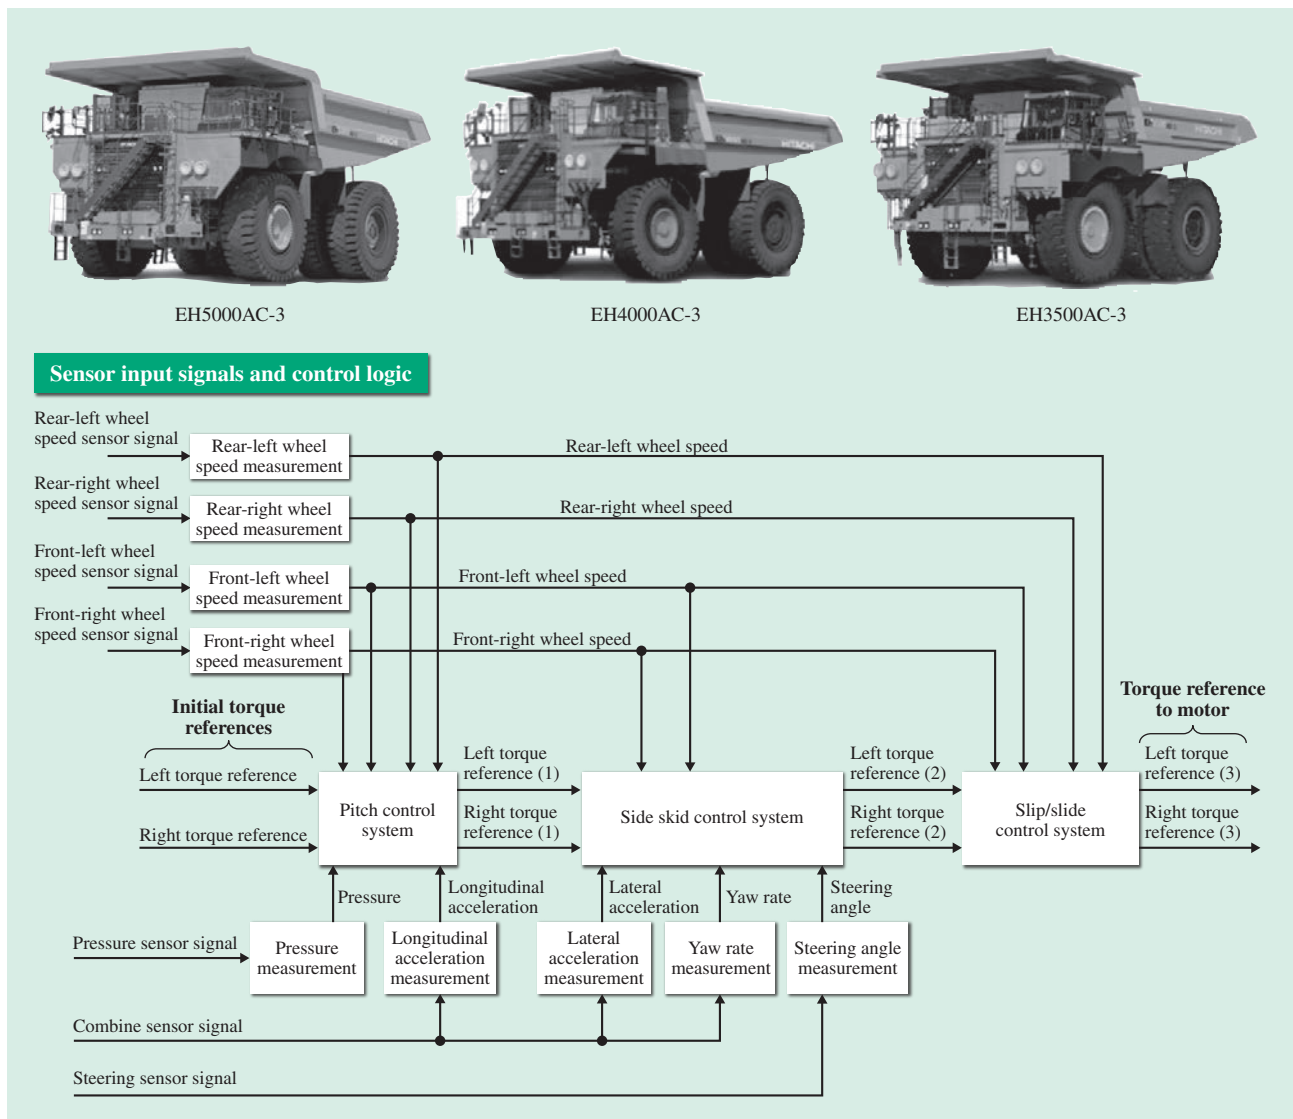 HITACHI
HITACHI
HITACHI
EH5000AC-3
EH4000AC-3
EH3500AC-3
Sensor input signals and control logic
Rear-left wheel
speed sensor signal
Rear-left wheel
speed measurement
Rear-left wheel speed
Rear-right wheel
speed sensor signal
Rear-right wheel
speed measurement
Rear-right wheel speed
Front-left wheel
speed sensor signal
Front-left wheel
speed measurement
Front-left wheel speed
Front-right wheel
speed sensor signal
Front-right wheel
speed measurement
Front-right wheel speed
Initial torque
references
Torque reference
to motor
Left torque reference
Right torque reference
Pitch control
system
Left torque
reference (1)
Right torque
reference (1)
Side skid control system
Left torque
reference (2)
Right torque
reference (2)
Slip/slide
control system
Left torque
reference (3)
Right torque
reference (3)
Pressure
Longitudinal
acceleration
Lateral
acceleration
Yaw rate
Steering
angle
Pressure sensor signal
Pressure
measurement
Longitudinal
acceleration
measurement
Lateral
acceleration
measurement
Yaw rate
measurement
Steering angle
measurement
Combine sensor signal
Steering sensor signal